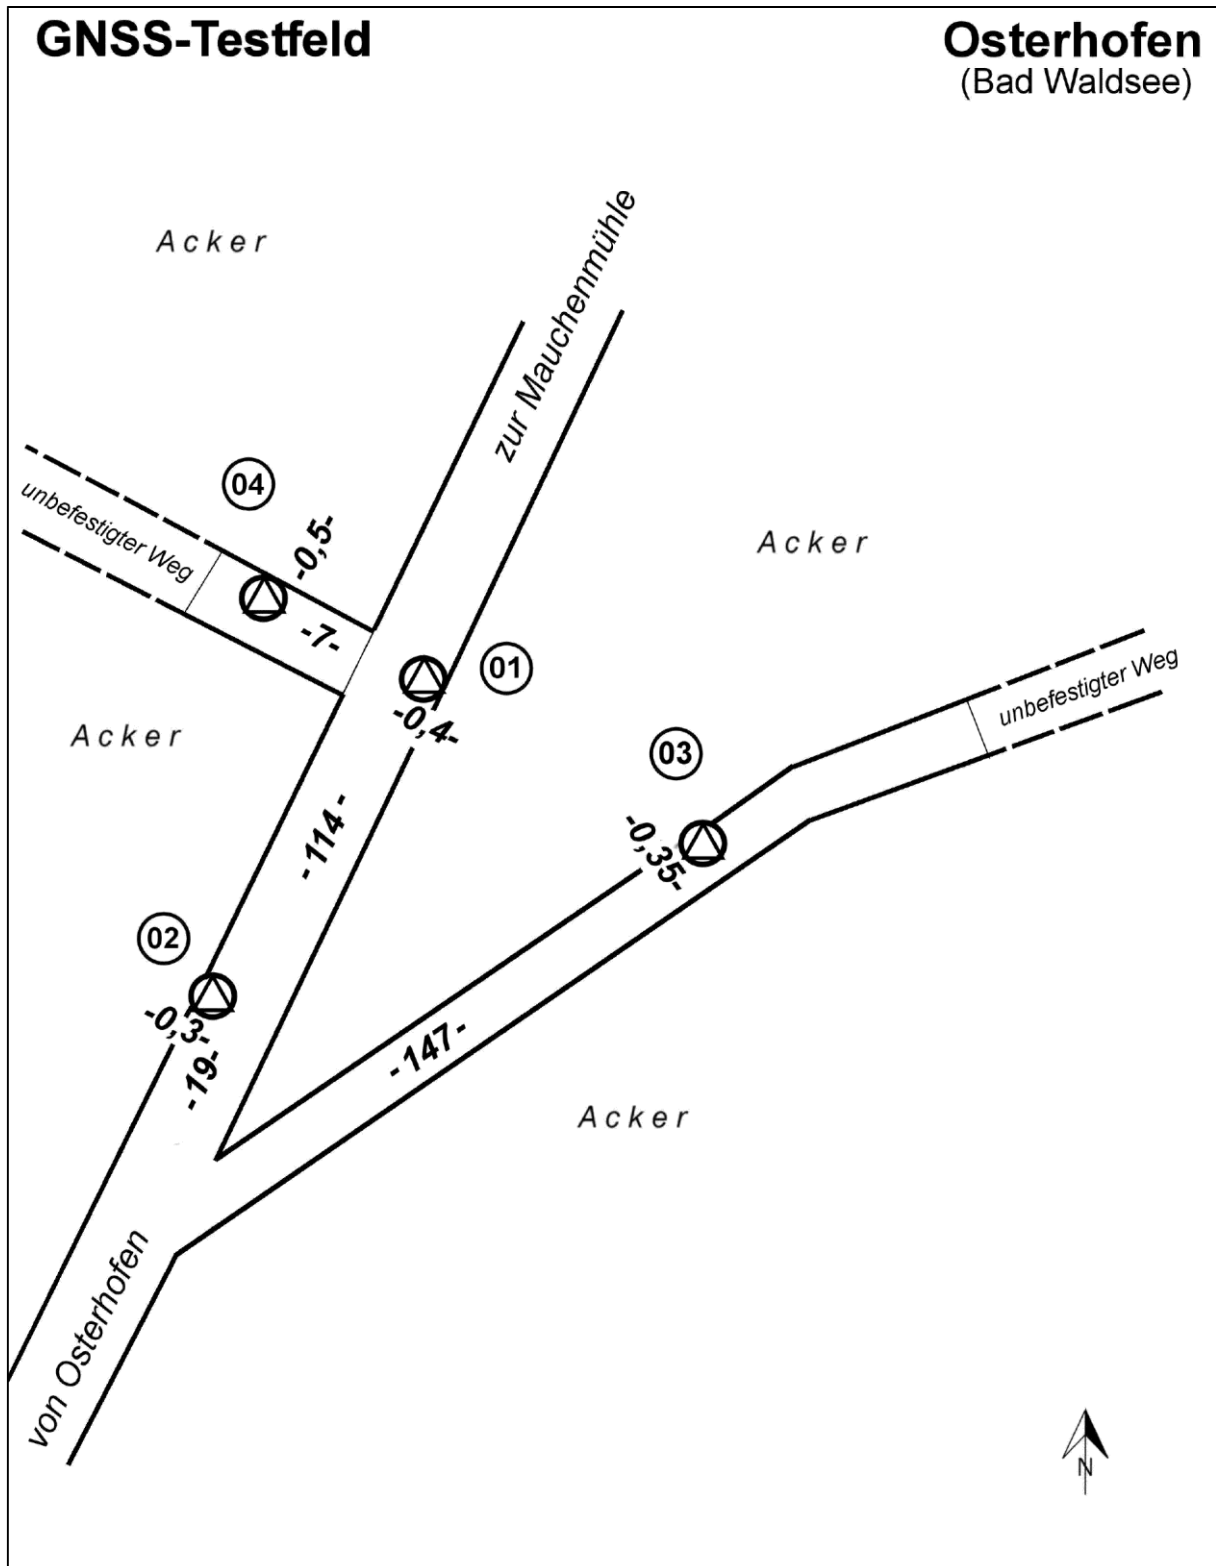 GNSS-Testfeld
Osterhofen
(Bad Waldsee)
Acker
zur Mauchenmühle
04
-0,5-
unbefestigter Weg
-7-
Acker
01
-0,4-
unbefestigter Weg
Acker
03
-0,35-
-114-
02
-0,3-
-19-
-147-
Acker
von Osterhofen
N